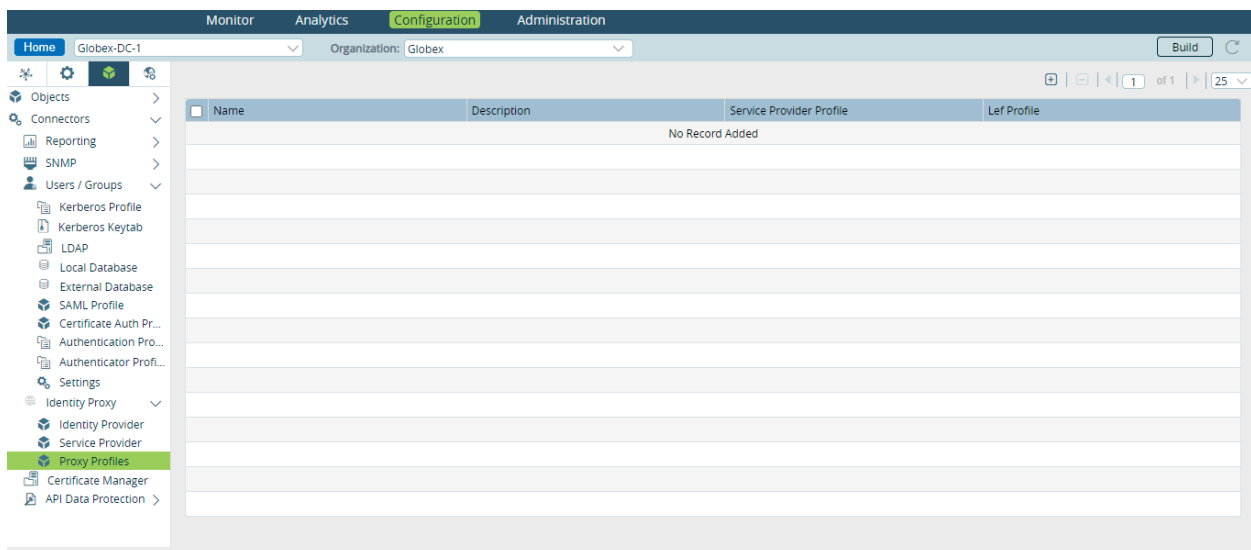 Monitor Analytics Configuration Administration
Home Globex-DC-1 Organization: Globex Build
1 of 1 25
Objects
Connectors
Reporting
SNMP
Users / Groups
Kerberos Profile
Kerberos Keytab
LDAP
Local Database
External Database
SAML Profile
Certificate Auth Pr...
Authentication Pro...
Authenticator Profi...
Settings
Identity Proxy
Identity Provider
Service Provider
Proxy Profiles
Certificate Manager
API Data Protection
Name Description Service Provider Profile Lef Profile
No Record Added